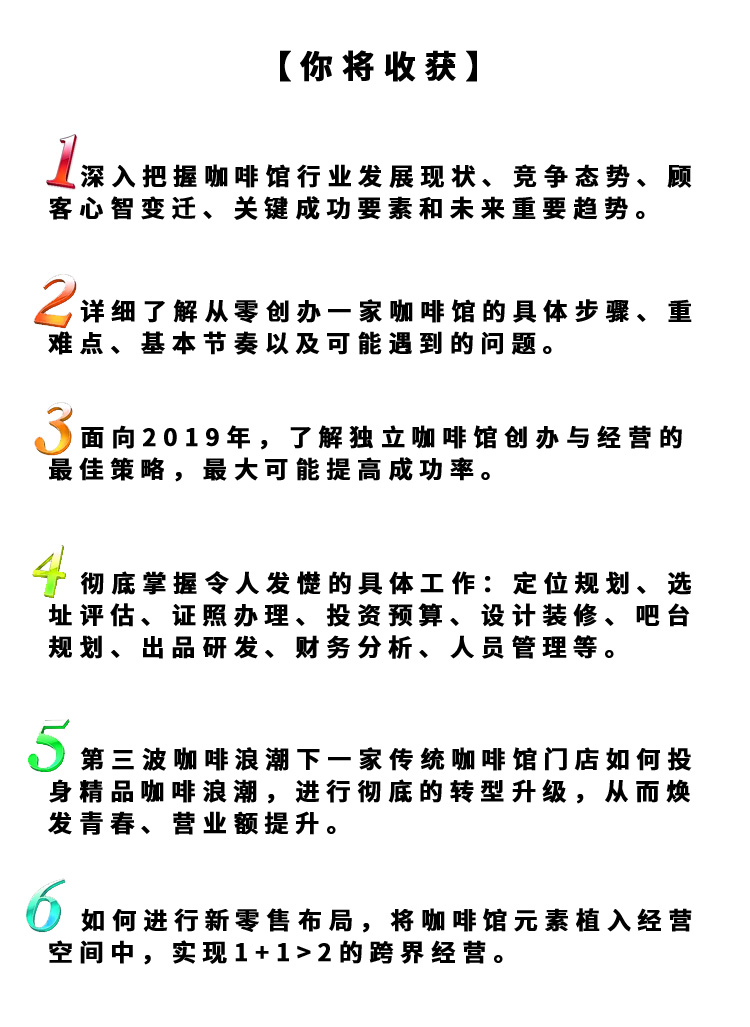 【你将收获】
1深入把握咖啡馆行业发展现状、竞争态势、顾
客心智变迁、关键成功要素和未来重要趋势。
2详细了解从零创办一家咖啡馆的具体步骤、重
难点、基本节奏以及可能遇到的问题。
3面向2019年，了解独立咖啡馆创办与经营的
最佳策略，最大可能提高成功率。
4彻底掌握令人发憷的具体工作：定位规划、选
址评估、证照办理、投资预算、设计装修、吧台
规划、出品研发、财务分析、人员管理等。
5第三波咖啡浪潮下一家传统咖啡馆门店如何投
身精品咖啡浪潮，进行彻底的转型升级，从而焕
发青春、营业额提升。
6如何进行新零售布局，将咖啡馆元素植入经营
空间中，实现1+1>2的跨界经营。